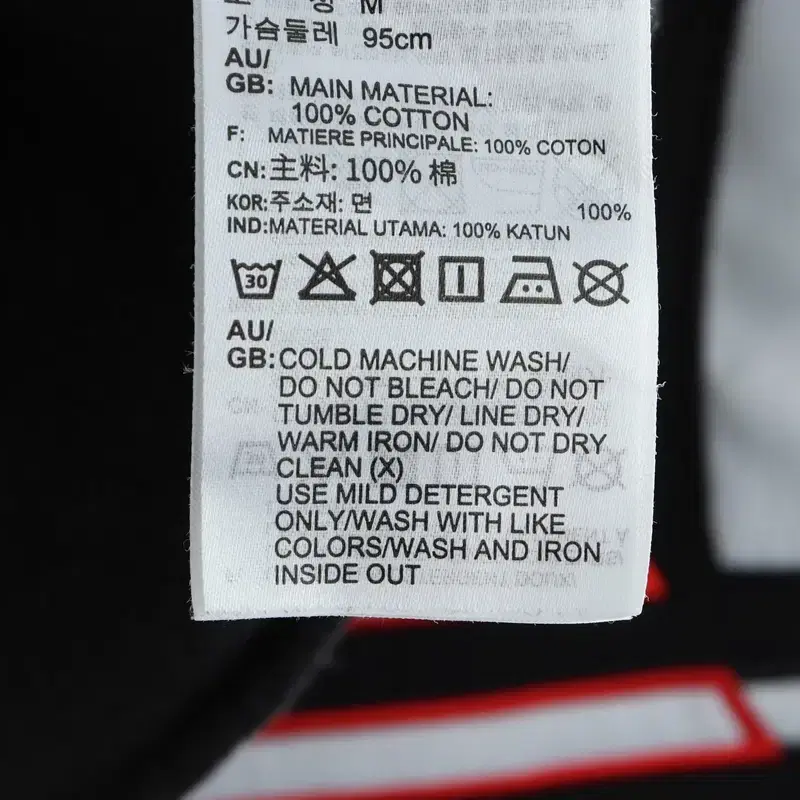 M
가슴둘레 95cm
AU/
GB: MAIN MATERIAL:
100% COTTON
F: MATIERE PRINCIPALE: 100% COTON
CN:主料: 100% 棉
KOR:주소재: 면 100%
IND:MATERIAL UTAMA: 100% KATUN
30
AU/
GB:COLD MACHINE WASH/
DO NOT BLEACH/ DO NOT
TUMBLE DRY/ LINE DRY/
WARM IRON/ DO NOT DRY
CLEAN (X)
USE MILD DETERGENT
ONLY/WASH WITH LIKE
COLORS/WASH AND IRON
INSIDE OUT